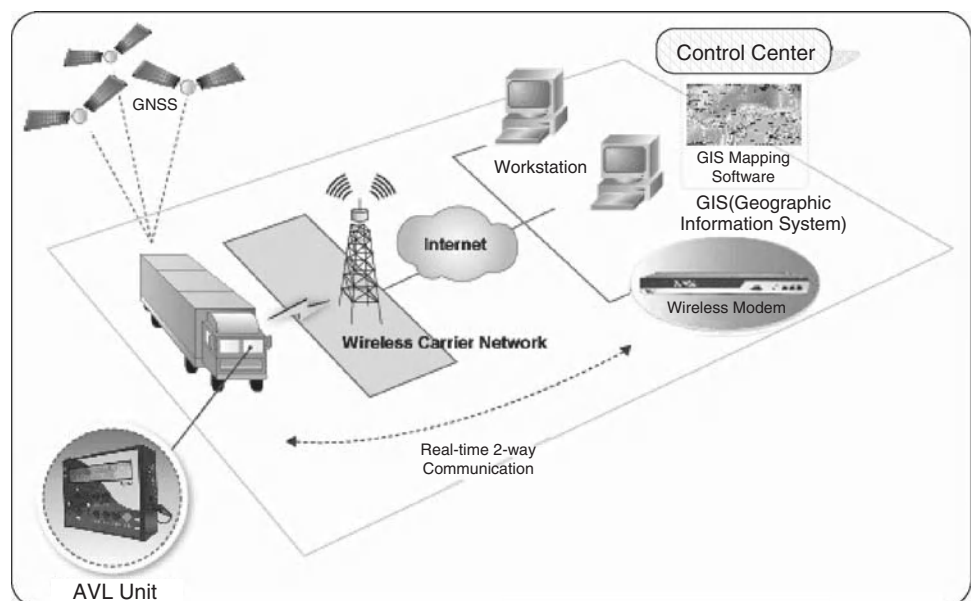 Control Center
GNSS
GIS Mapping
Software
Workstation
GIS(Geographic
Information System)
Internet
Wireless Modem
Wireless Carrier Network
Real-time 2-way
Communication
AVL Unit